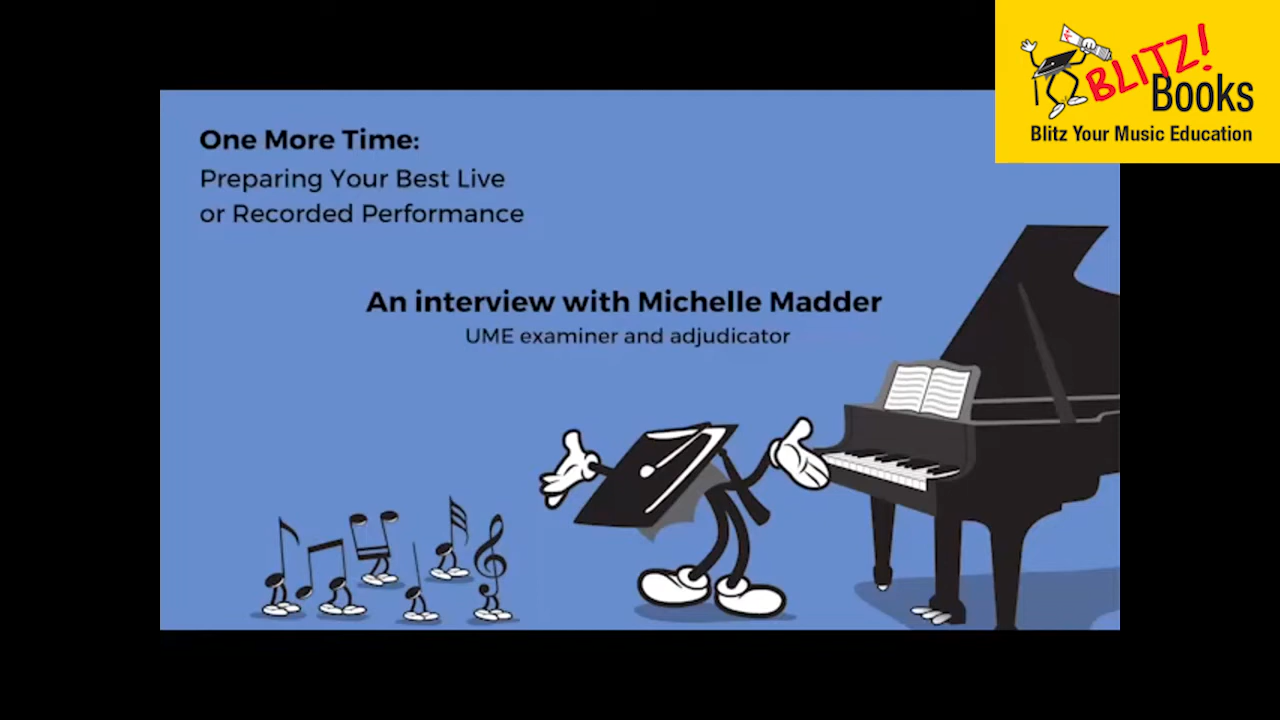 One More Time:
Preparing Your Best Live
or Recorded Performance
An interview with Michelle Madder
UME examiner and adjudicator
A+
BLITZ!
Books
Blitz Your Music Education